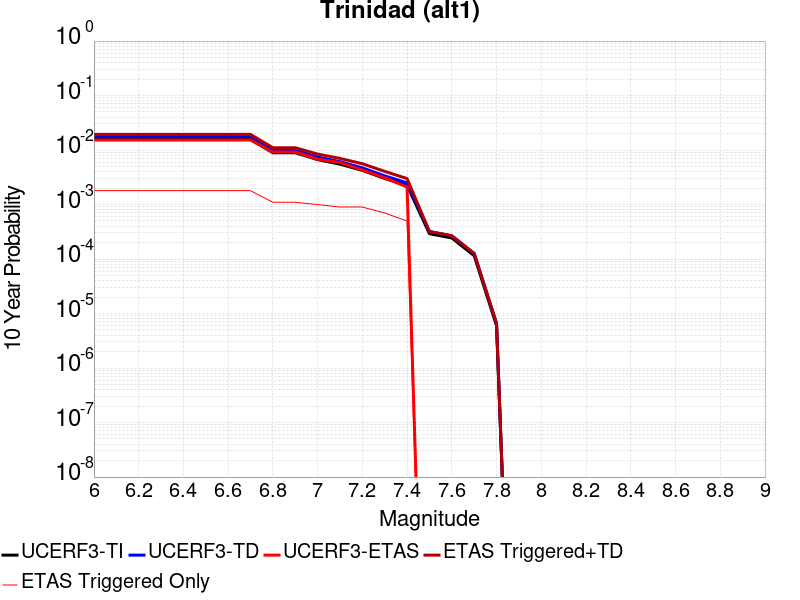 Trinidad (alt1)
10^0
10^-1
10^-2
10^-3
10^-4
10^-5
10^-6
10^-7
10^-8
10 Year Probability
6 6.2 6.4 6.6 6.8 7 7.2 7.4 7.6 7.8 8 8.2 8.4 8.6 8.8 9
Magnitude
UCERF3-TI UCERF3-TD UCERF3-ETAS ETAS Triggered+TD
ETAS Triggered Only